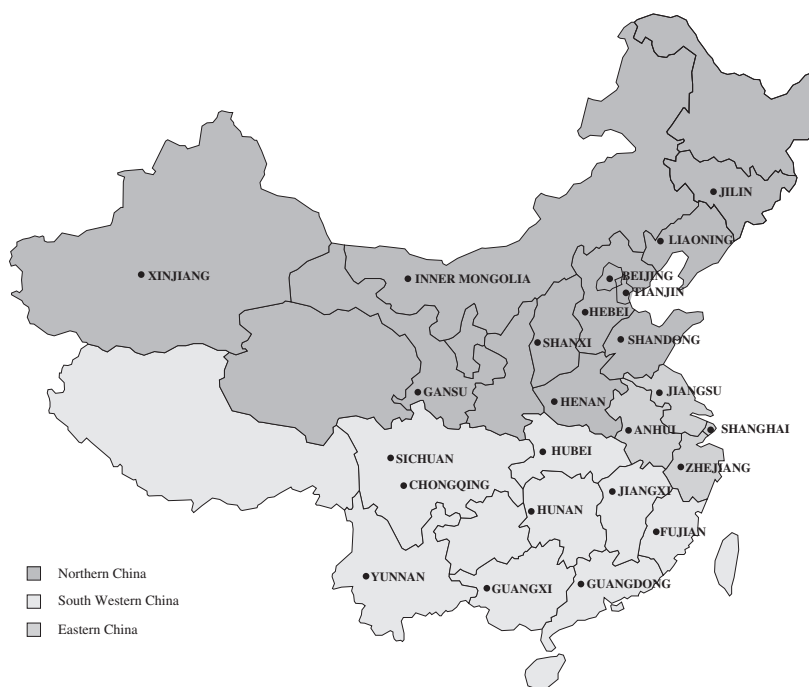 JILIN
LIAONING
XINJIANG
INNER MONGOLIA
BEIJING
TIANJIN
HEBEI
SHANXI
SHANDONG
GANSU
HENAN
JIANGSU
ANHUI
SHANGHAI
HUBEI
SICHUAN
ZHEJIANG
CHONGQING
JIANGXI
HUNAN
FUJIAN
YUNNAN
GUANGXI
GUANGDONG
Northern China
South Western China
Eastern China